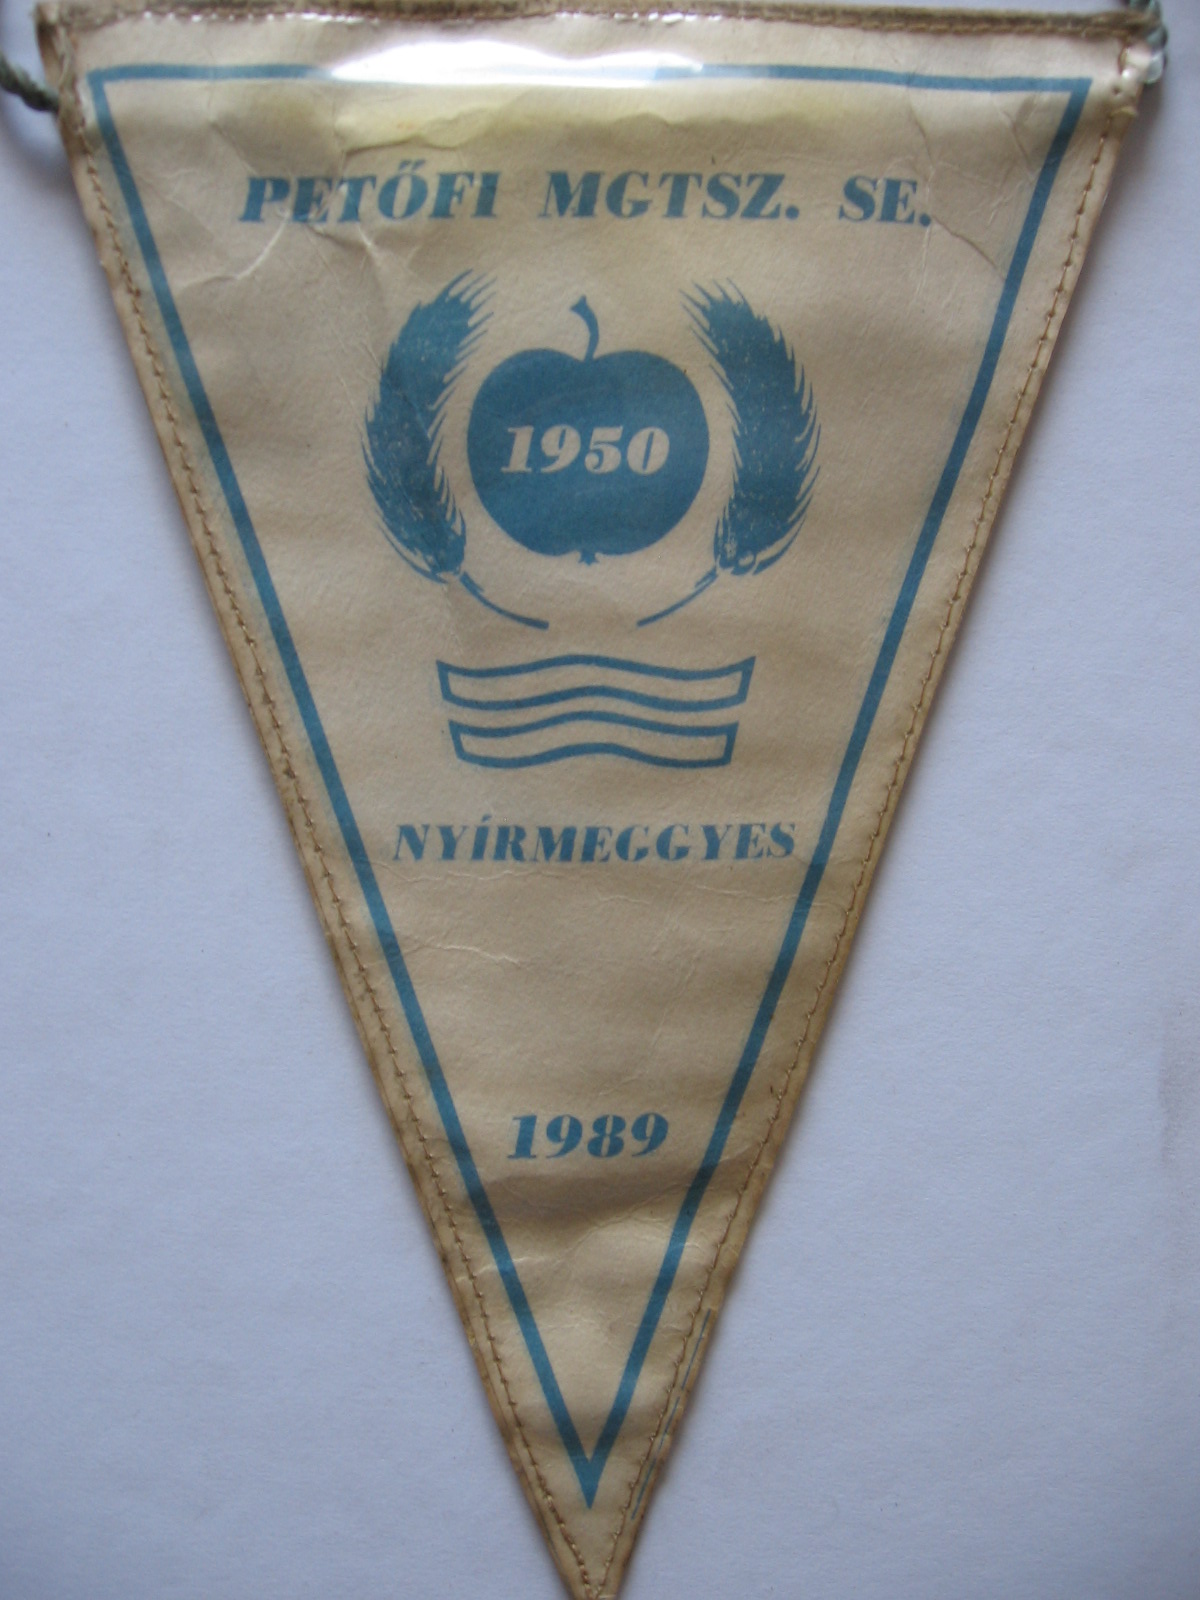 PETŐFI MGTSZ. SE.
1950
NYÍRMEGGYES
1989